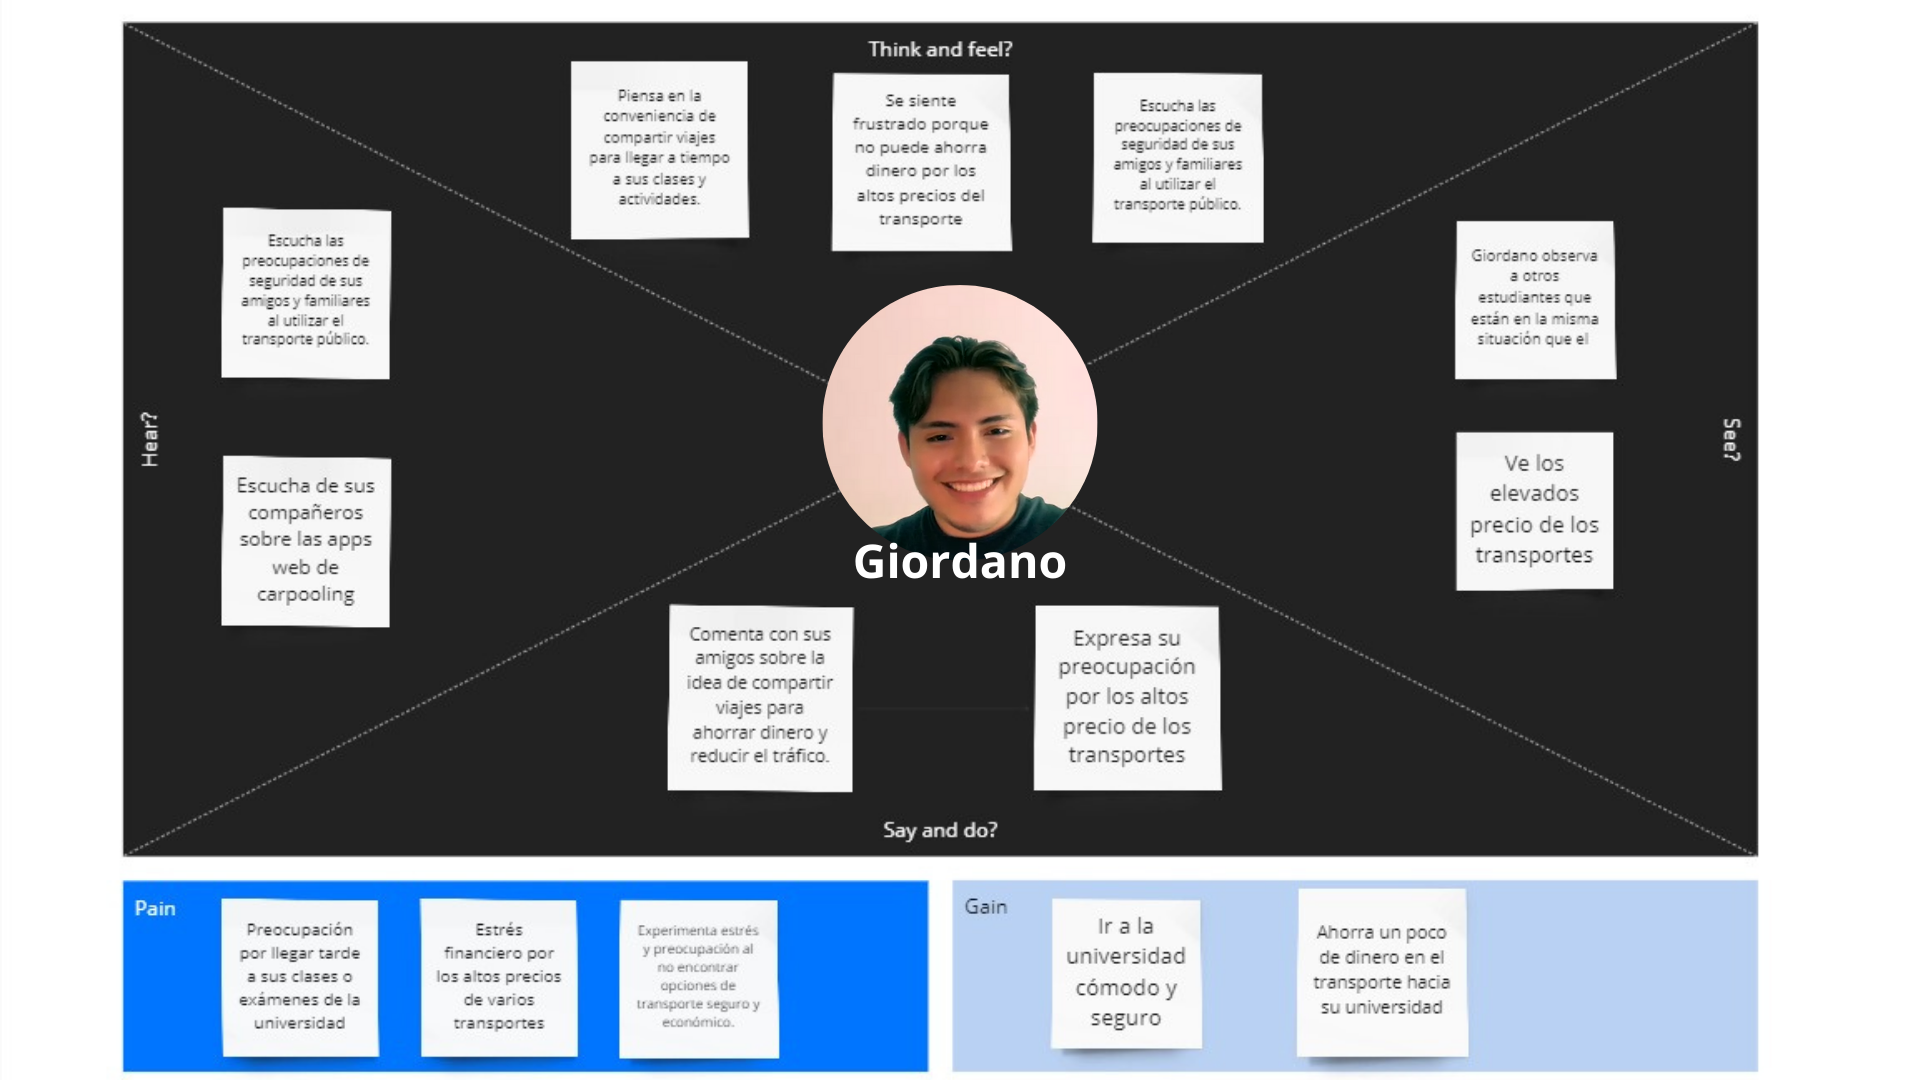 Think and feel?
Piensa en la
conveniencia de
compartir viajes
para llegar a tiempo
a sus clases y
actividades.
Se siente
frustrado porque
no puede ahorra
dinero por los
altos precios del
transporte
Escucha las
preocupaciones de
seguridad de sus
amigos y familiares
al utilizar el
transporte público.
Hear?
Escucha las
preocupaciones de
seguridad de sus
amigos y familiares
al utilizar el
transporte público.
Escucha de sus
compañeros
sobre las apps
web de
carpooling
Giordano
See?
Giordano observa
a otros
estudiantes que
están en la misma
situación que el
Ve los
elevados
precio de los
transportes
Comenta con sus
amigos sobre la
idea de compartir
viajes para
ahorrar dinero y
reducir el tráfico.
Expresa su
preocupación
por los altos
precio de los
transportes
Say and do?
Pain
Preocupación
por llegar tarde
a sus clases o
exámenes de la
universidad
Estrés
financiero por
los altos precios
de varios
transportes
Experimenta estrés
y preocupación al
no encontrar
opciones de
transporte seguro y
económico.
Gain
Ir a la
universidad
cómodo y
seguro
Ahorra un poco
de dinero en el
transporte hacia
su universidad